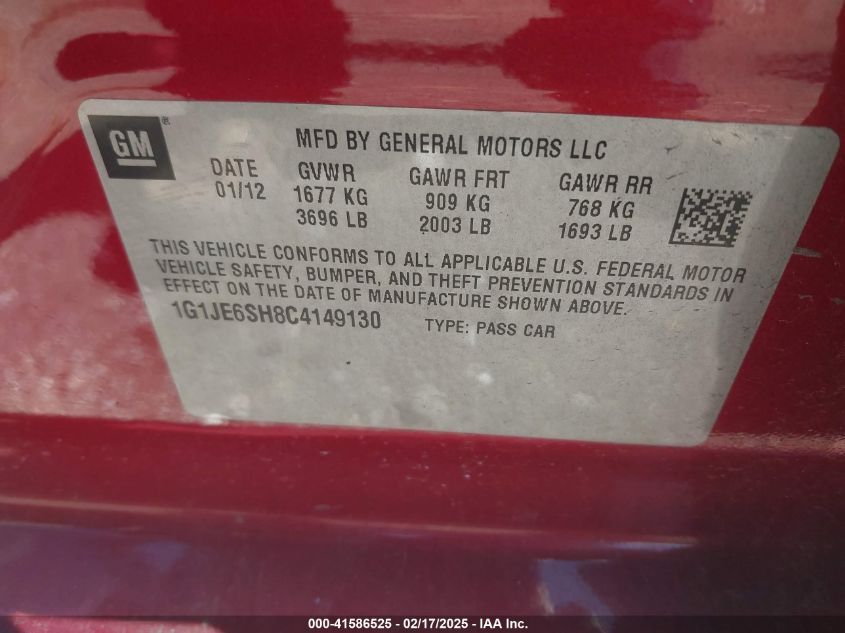 GM ®
MFD BY GENERAL MOTORS LLC
DATE GVWR GAWR FRT GAWR RR
01/12 1677 KG 909 KG 768 KG
3696 LB 2003 LB 1693 LB
THIS VEHICLE CONFORMS TO ALL APPLICABLE U.S. FEDERAL MOTOR
VEHICLE SAFETY, BUMPER, AND THEFT PREVENTION STANDARDS IN
EFFECT ON THE DATE OF MANUFACTURE SHOWN ABOVE.
1G1JE6SH8C4149130 TYPE: PASS CAR
000-41586525 - 02/17/2025 - IAA Inc.